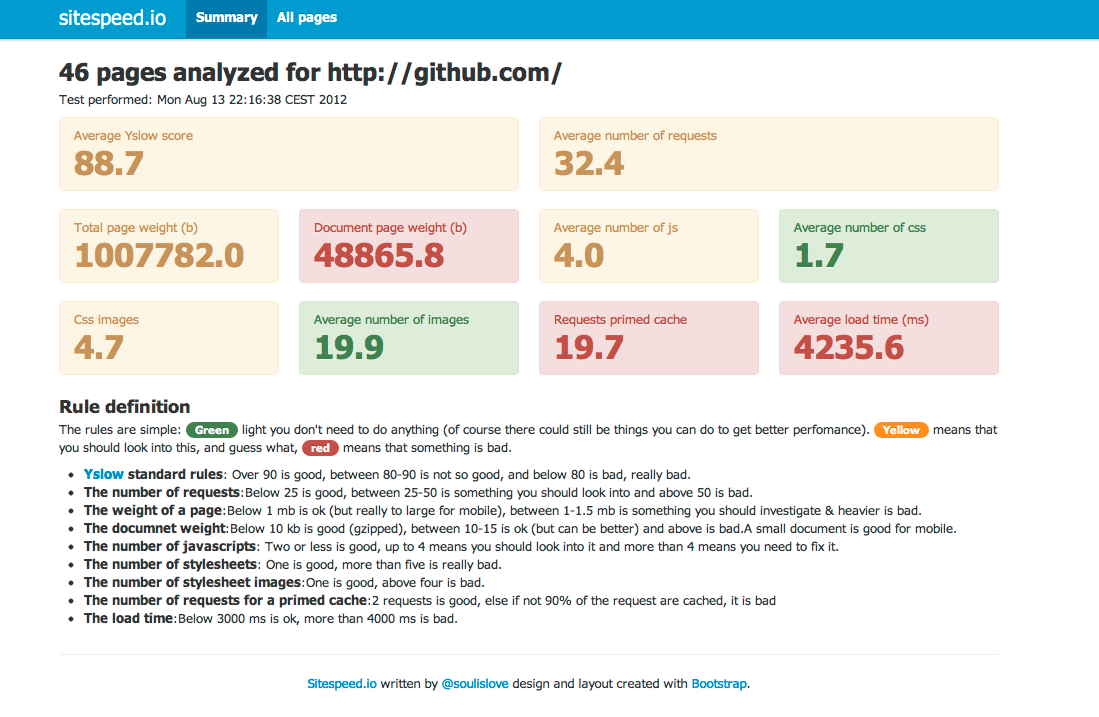 sitespeed.io Summary All pages
46 pages analyzed for http://github.com/
Test performed: Mon Aug 13 22:16:38 CEST 2012
Average Yslow score
88.7
Average number of requests
32.4
Total page weight (b)
1007782.0
Document page weight (b)
48865.8
Average number of js
4.0
Average number of css
1.7
Css images
4.7
Average number of images
19.9
Requests primed cache
19.7
Average load time (ms)
4235.6
Rule definition
The rules are simple: Green light you don't need to do anything (of course there could still be things you can do to get better perfomance). Yellow means that
you should look into this, and guess what, red means that something is bad.
• Yslow standard rules: Over 90 is good, between 80-90 is not so good, and below 80 is bad, really bad.
• The number of requests:Below 25 is good, between 25-50 is something you should look into and above 50 is bad.
• The weight of a page:Below 1 mb is ok (but really to large for mobile), between 1-1.5 mb is something you should investigate & heavier is bad.
• The documnet weight:Below 10 kb is good (gzipped), between 10-15 is ok (but can be better) and above is bad.A small document is good for mobile.
• The number of javascripts: Two or less is good, up to 4 means you should look into it and more than 4 means you need to fix it.
• The number of stylesheets: One is good, more than five is really bad.
• The number of stylesheet images:One is good, above four is bad.
• The number of requests for a primed cache:2 requests is good, else if not 90% of the request are cached, it is bad
• The load time:Below 3000 ms is ok, more than 4000 ms is bad.
Sitespeed.io written by @soulislove design and layout created with Bootstrap.